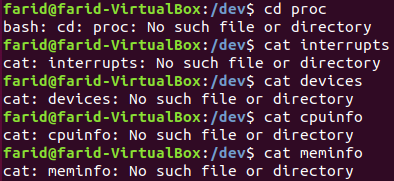 farid@farid-VirtualBox:/dev$ cd proc
bash: cd: proc: No such file or directory
farid@farid-VirtualBox:/dev$ cat interrupts
cat: interrupts: No such file or directory
farid@farid-VirtualBox:/dev$ cat devices
cat: devices: No such file or directory
farid@farid-VirtualBox:/dev$ cat cpuinfo
cat: cpuinfo: No such file or directory
farid@farid-VirtualBox:/dev$ cat meminfo
cat: meminfo: No such file or directory